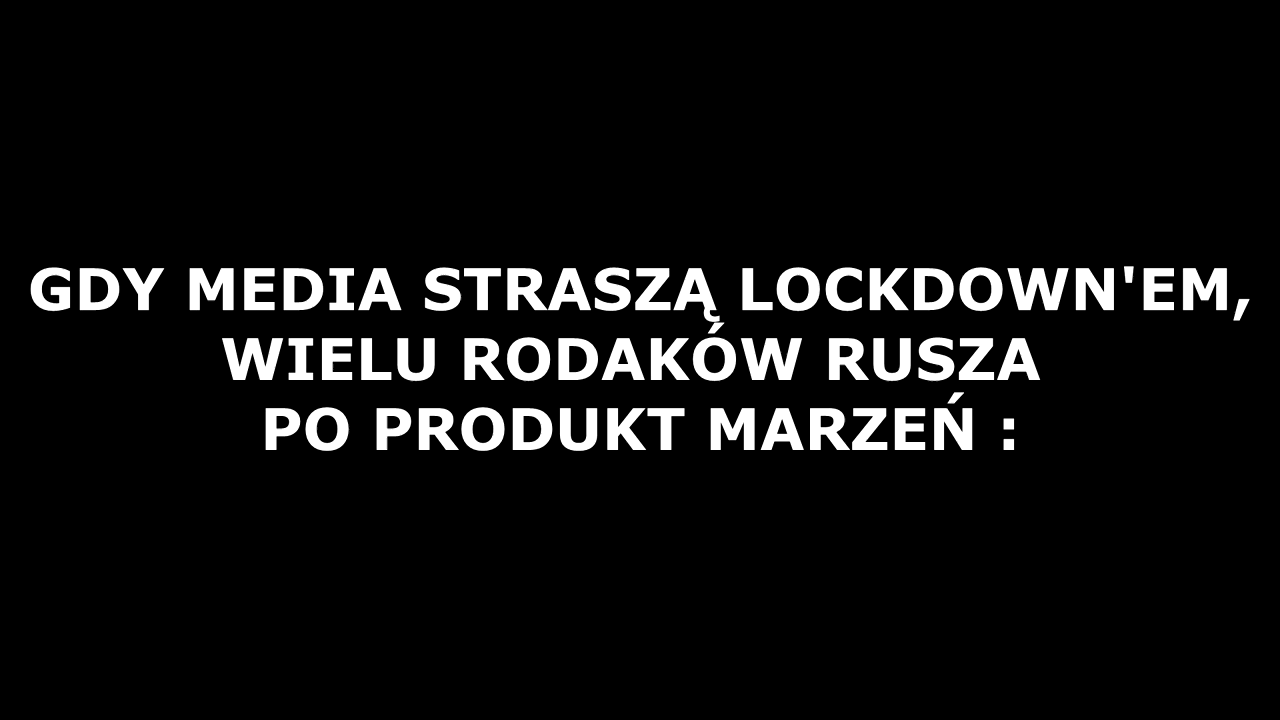 GDY MEDIA STRASZĄ LOCKDOWN'EM,
WIELU RODAKÓW RUSZA
PO PRODUKT MARZEŃ :